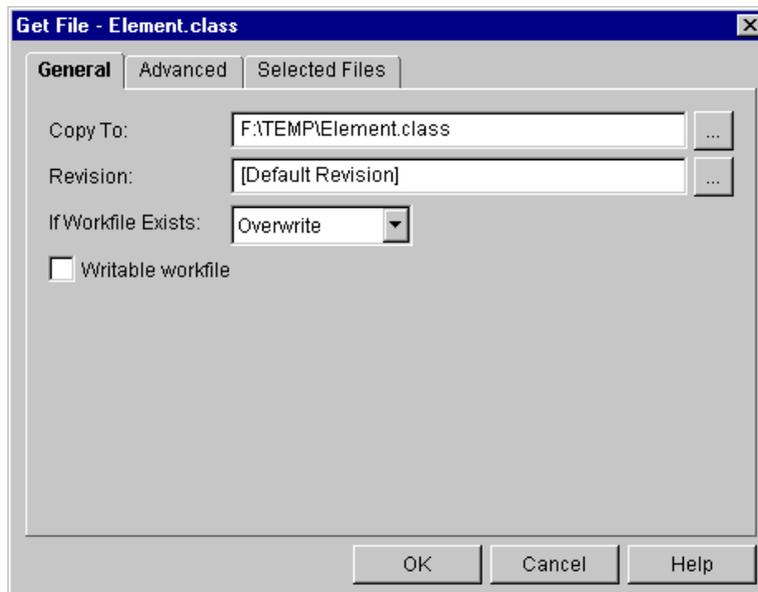 Get File - Element.class
General Advanced Selected Files
Copy To: F:\TEMP\Element.class ...
Revision: [Default Revision] ...
If Workfile Exists: Overwrite
Writable workfile
OK Cancel Help